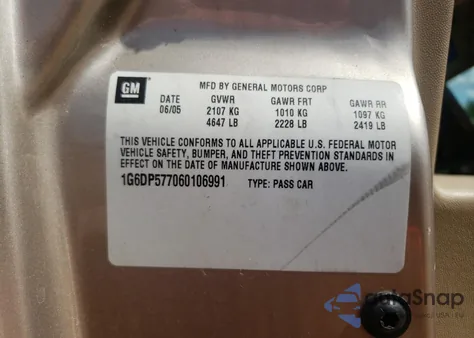 GM
MFD BY GENERAL MOTORS CORP
DATE GVWR GAWR FRT GAWR RR
06/05 2107 KG 1010 KG 1097 KG
4647 LB 2228 LB 2419 LB
THIS VEHICLE CONFORMS TO ALL APPLICABLE U.S. FEDERAL MOTOR
VEHICLE SAFETY, BUMPER, AND THEFT PREVENTION STANDARDS IN
EFFECT ON THE DATE OF MANUFACTURE SHOWN ABOVE.
1G6DP577060106991 TYPE: PASS CAR
autoSnap